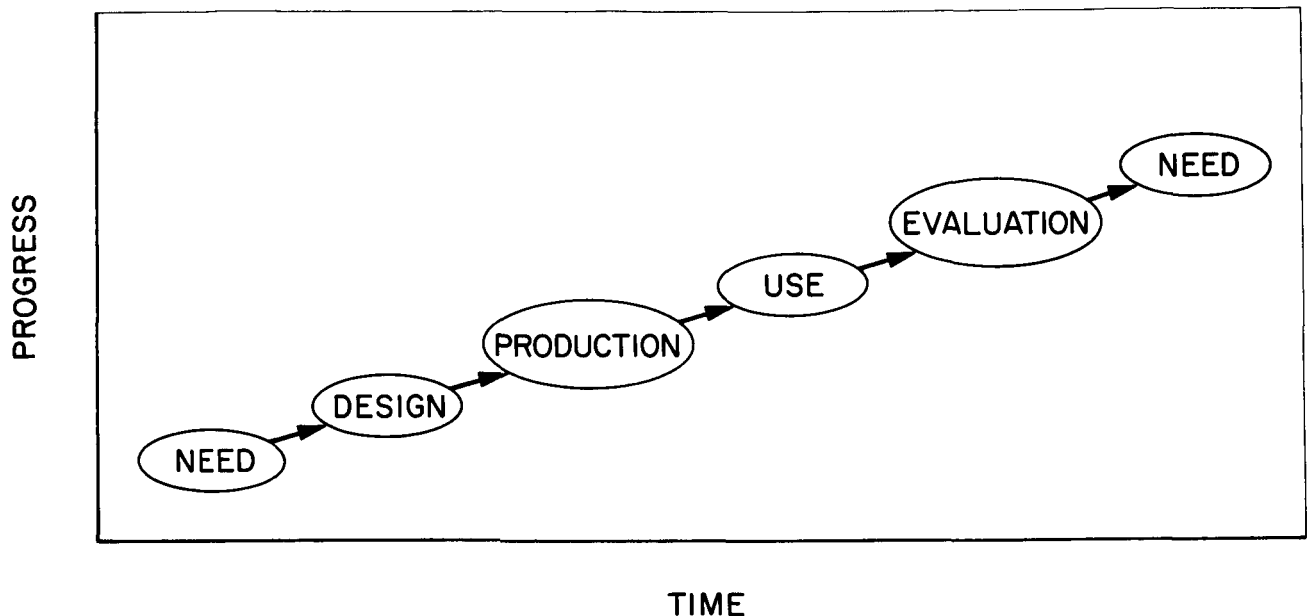 PROGRESS
NEED
DESIGN
PRODUCTION
USE
EVALUATION
NEED
TIME